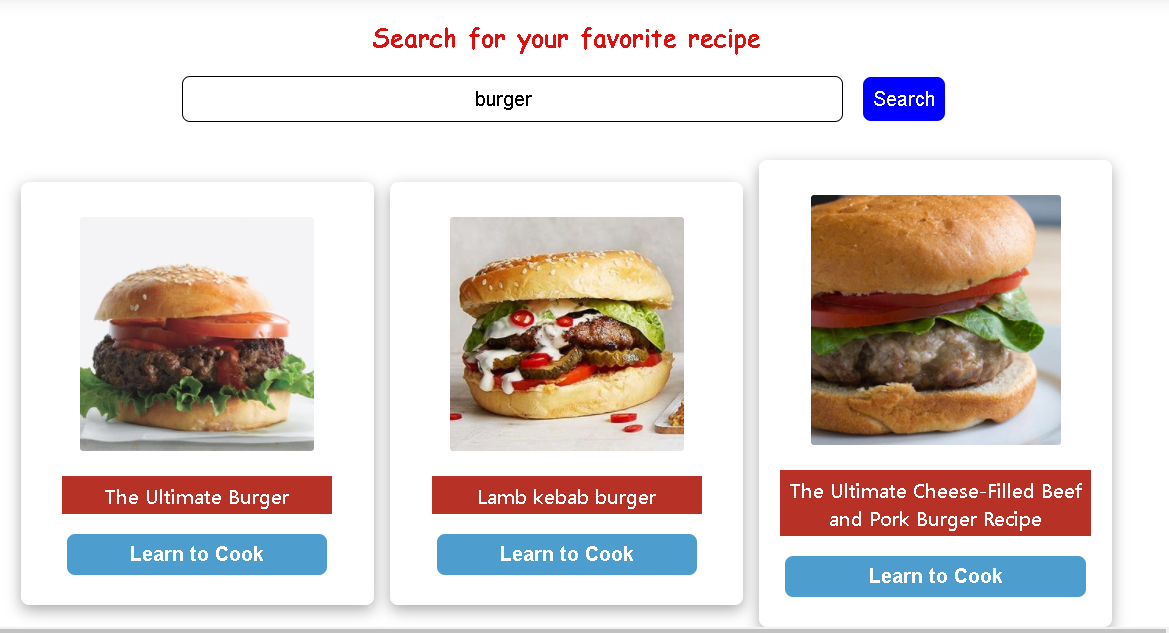 Search for your favorite recipe
burger
Search
The Ultimate Burger
Learn to Cook
Lamb kebab burger
Learn to Cook
The Ultimate Cheese-Filled Beef
and Pork Burger Recipe
Learn to Cook